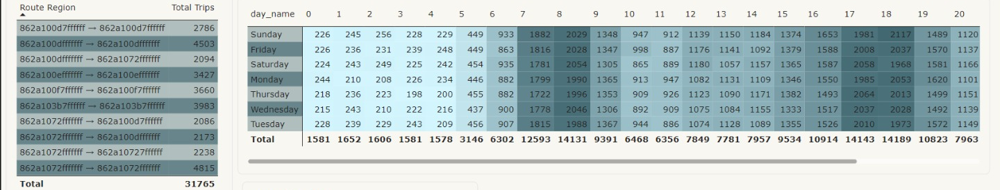 Route Region Total Trips
862a100d7ffffff → 862a100d7ffffff 2786
862a100dfffffff → 862a100dfffffff 4503
862a100dfffffff → 862a1072fffffff 2094
862a100efffffff → 862a100efffffff 3427
862a100f7ffffff → 862a100f7ffffff 3660
862a103b7ffffff → 862a103b7ffffff 3983
862a1072fffffff → 862a100d7ffffff 2086
862a1072fffffff → 862a100dfffffff 2173
862a1072fffffff → 862a10727ffffff 2238
862a1072fffffff → 862a1072fffffff 4815
Total 31765
day_name 0 1 2 3 4 5 6 7 8 9 10 11 12 13 14 15 16 17 18 19 20
Sunday 226 245 256 228 229 449 933 1882 2029 1348 947 912 1139 1150 1184 1374 1653 1981 2117 1489 1120
Friday 226 236 231 239 248 449 863 1816 2028 1347 998 887 1176 1141 1092 1379 1588 2008 2037 1570 1137
Saturday 224 243 249 225 242 454 935 1781 2054 1305 865 889 1180 1057 1157 1365 1587 2058 1968 1581 1166
Monday 244 210 208 226 234 446 882 1799 1990 1365 913 947 1082 1131 1109 1346 1550 1985 2053 1620 1101
Thursday 218 236 223 198 200 455 882 1722 1996 1353 909 926 1123 1090 1171 1382 1493 2064 2013 1499 1151
Wednesday 215 243 210 222 216 437 900 1778 2046 1306 892 909 1075 1084 1155 1333 1517 2037 2028 1492 1139
Tuesday 228 239 229 243 209 456 907 1815 1988 1367 944 886 1074 1128 1089 1355 1526 2010 1973 1572 1149
Total 1581 1652 1606 1581 1578 3146 6302 12593 14131 9391 6468 6356 7849 7781 7957 9534 10914 14143 14189 10823 7963